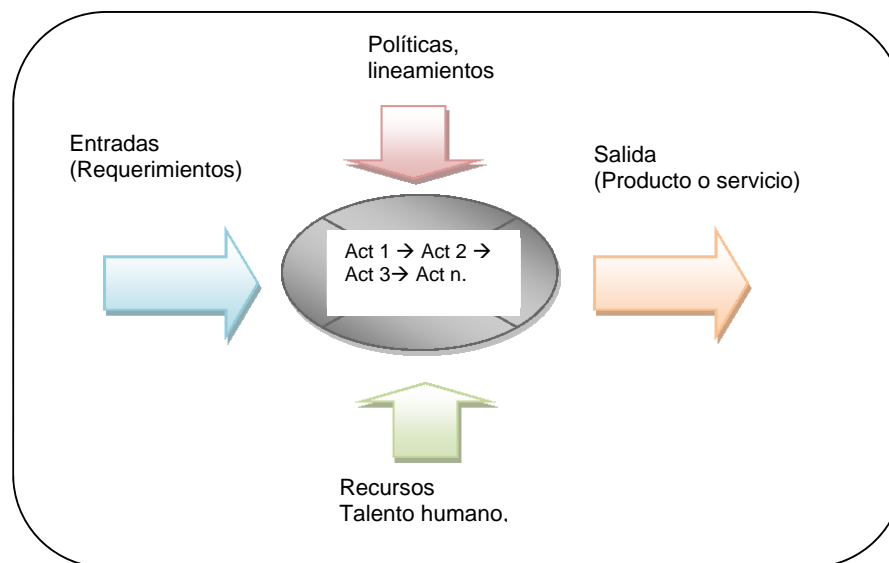 Políticas,
lineamientos
Entradas
(Requerimientos)
Salida
(Producto o servicio)
Act 1 → Act 2 →
Act 3→ Act n.
Recursos
Talento humano,